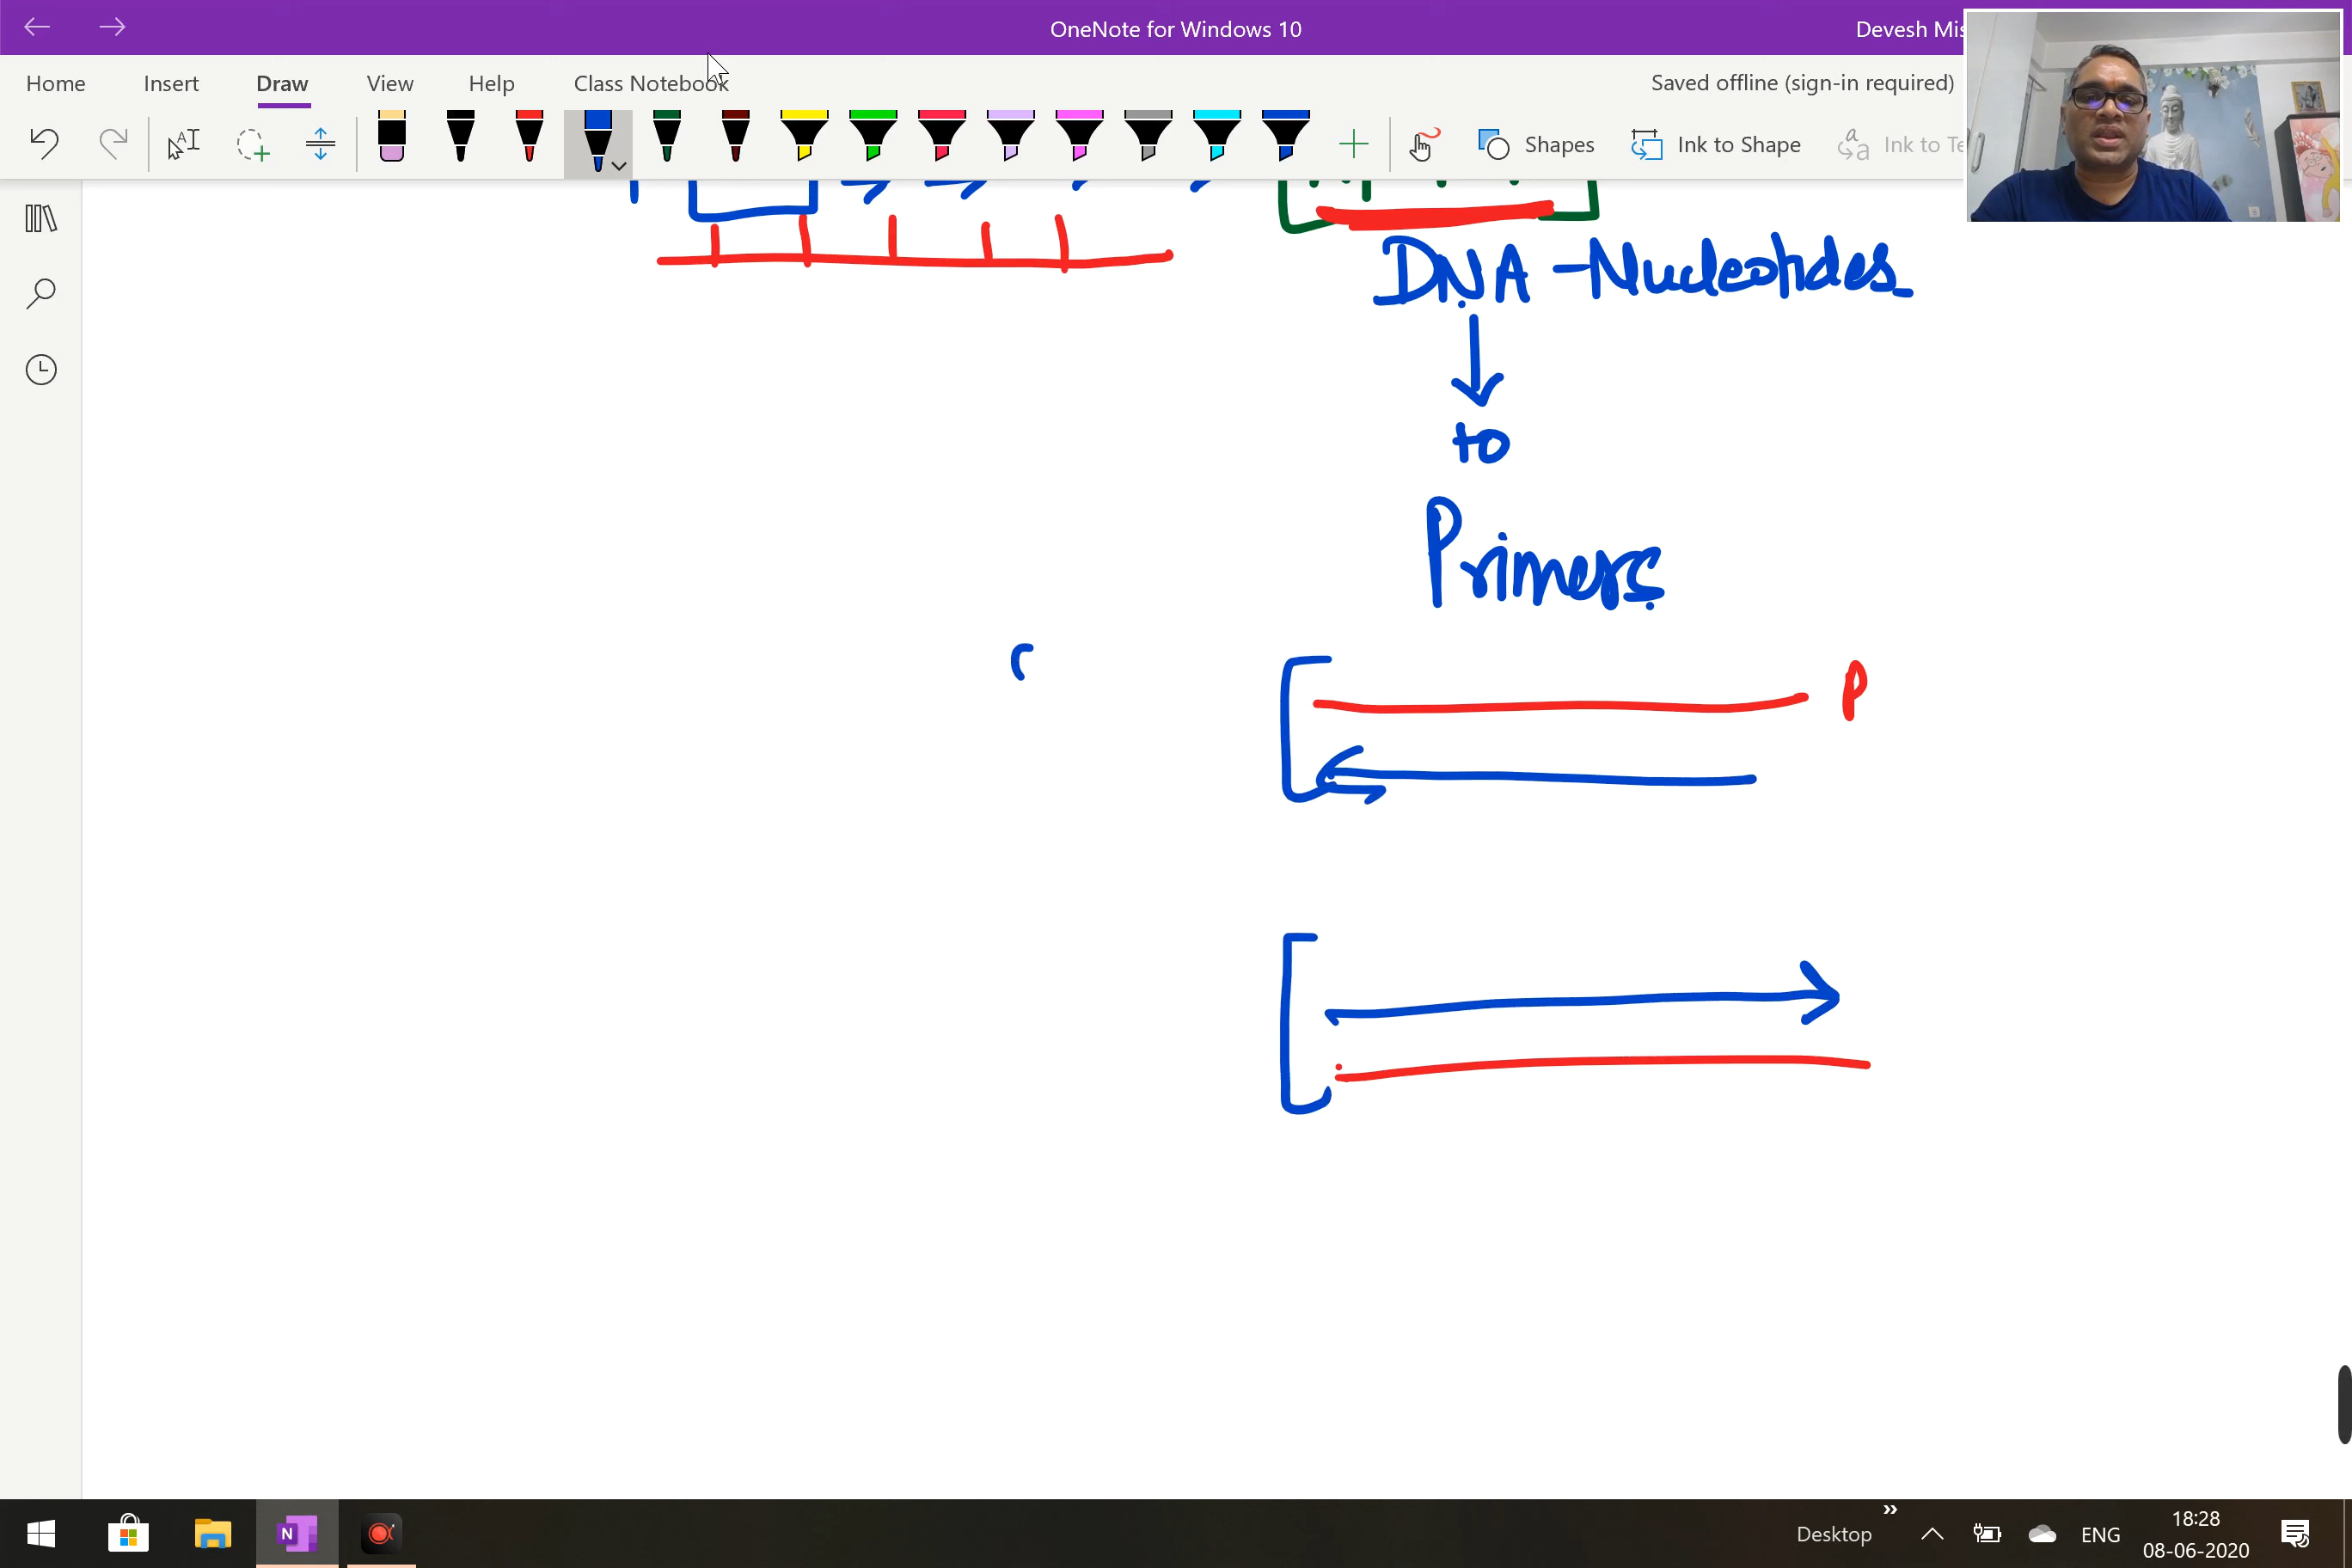 OneNote for Windows 10
Devesh Mis
Home Insert Draw View Help Class Notebook
Saved offline (sign-in required)
Shapes Ink to Shape Ink to Te
DNA - Nucleotides
to
Primers
P
Desktop
ENG
18:28
08-06-2020